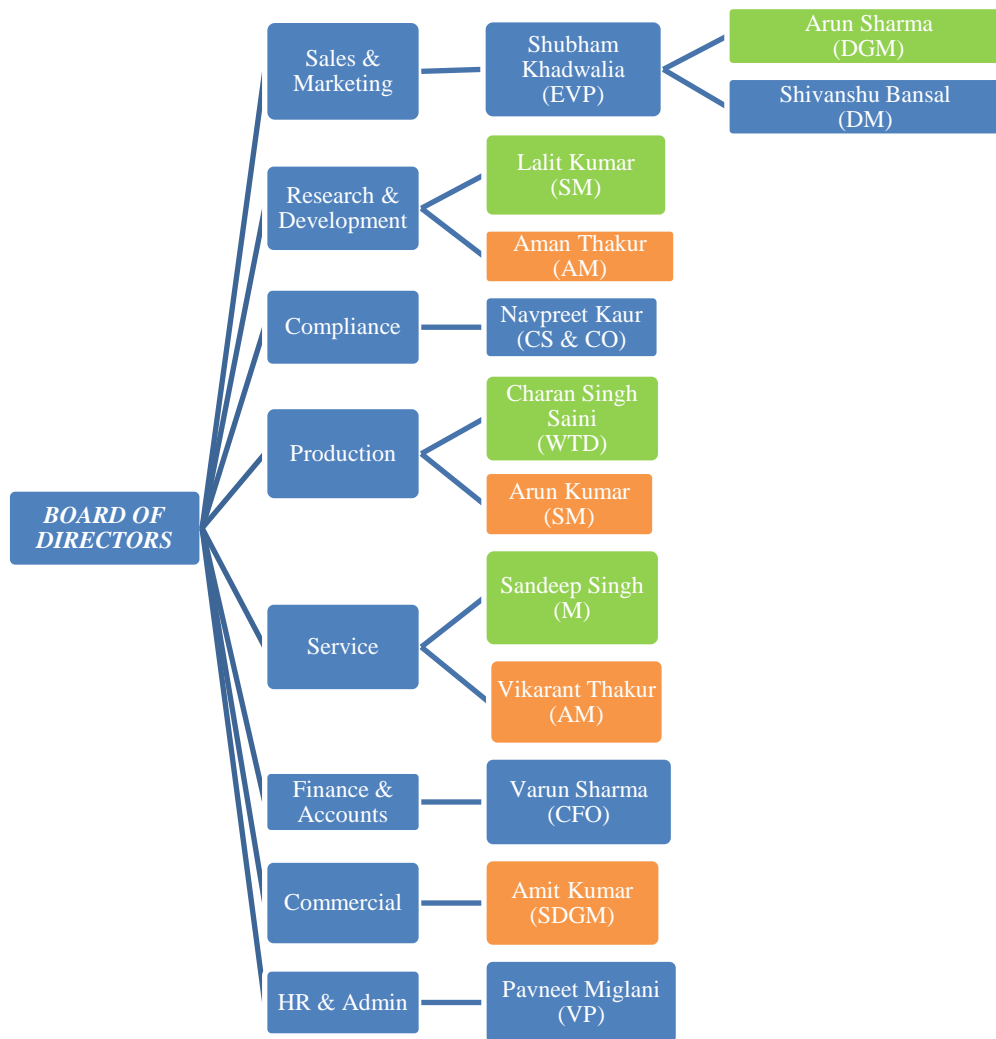 Sales &
Marketing
Shubham
Khadwalia
(EVP)
Arun Sharma
(DGM)
Shivanshu Bansal
(DM)
Research &
Development
Lalit Kumar
(SM)
Aman Thakur
(AM)
Compliance
Navpreet Kaur
(CS & CO)
Production
Charan Singh
Saini
(WTD)
Arun Kumar
(SM)
BOARD OF
DIRECTORS
Service
Sandeep Singh
(M)
Vikarant Thakur
(AM)
Finance &
Accounts
Varun Sharma
(CFO)
Commercial
Amit Kumar
(SDGM)
HR & Admin
Pavneet Miglani
(VP)